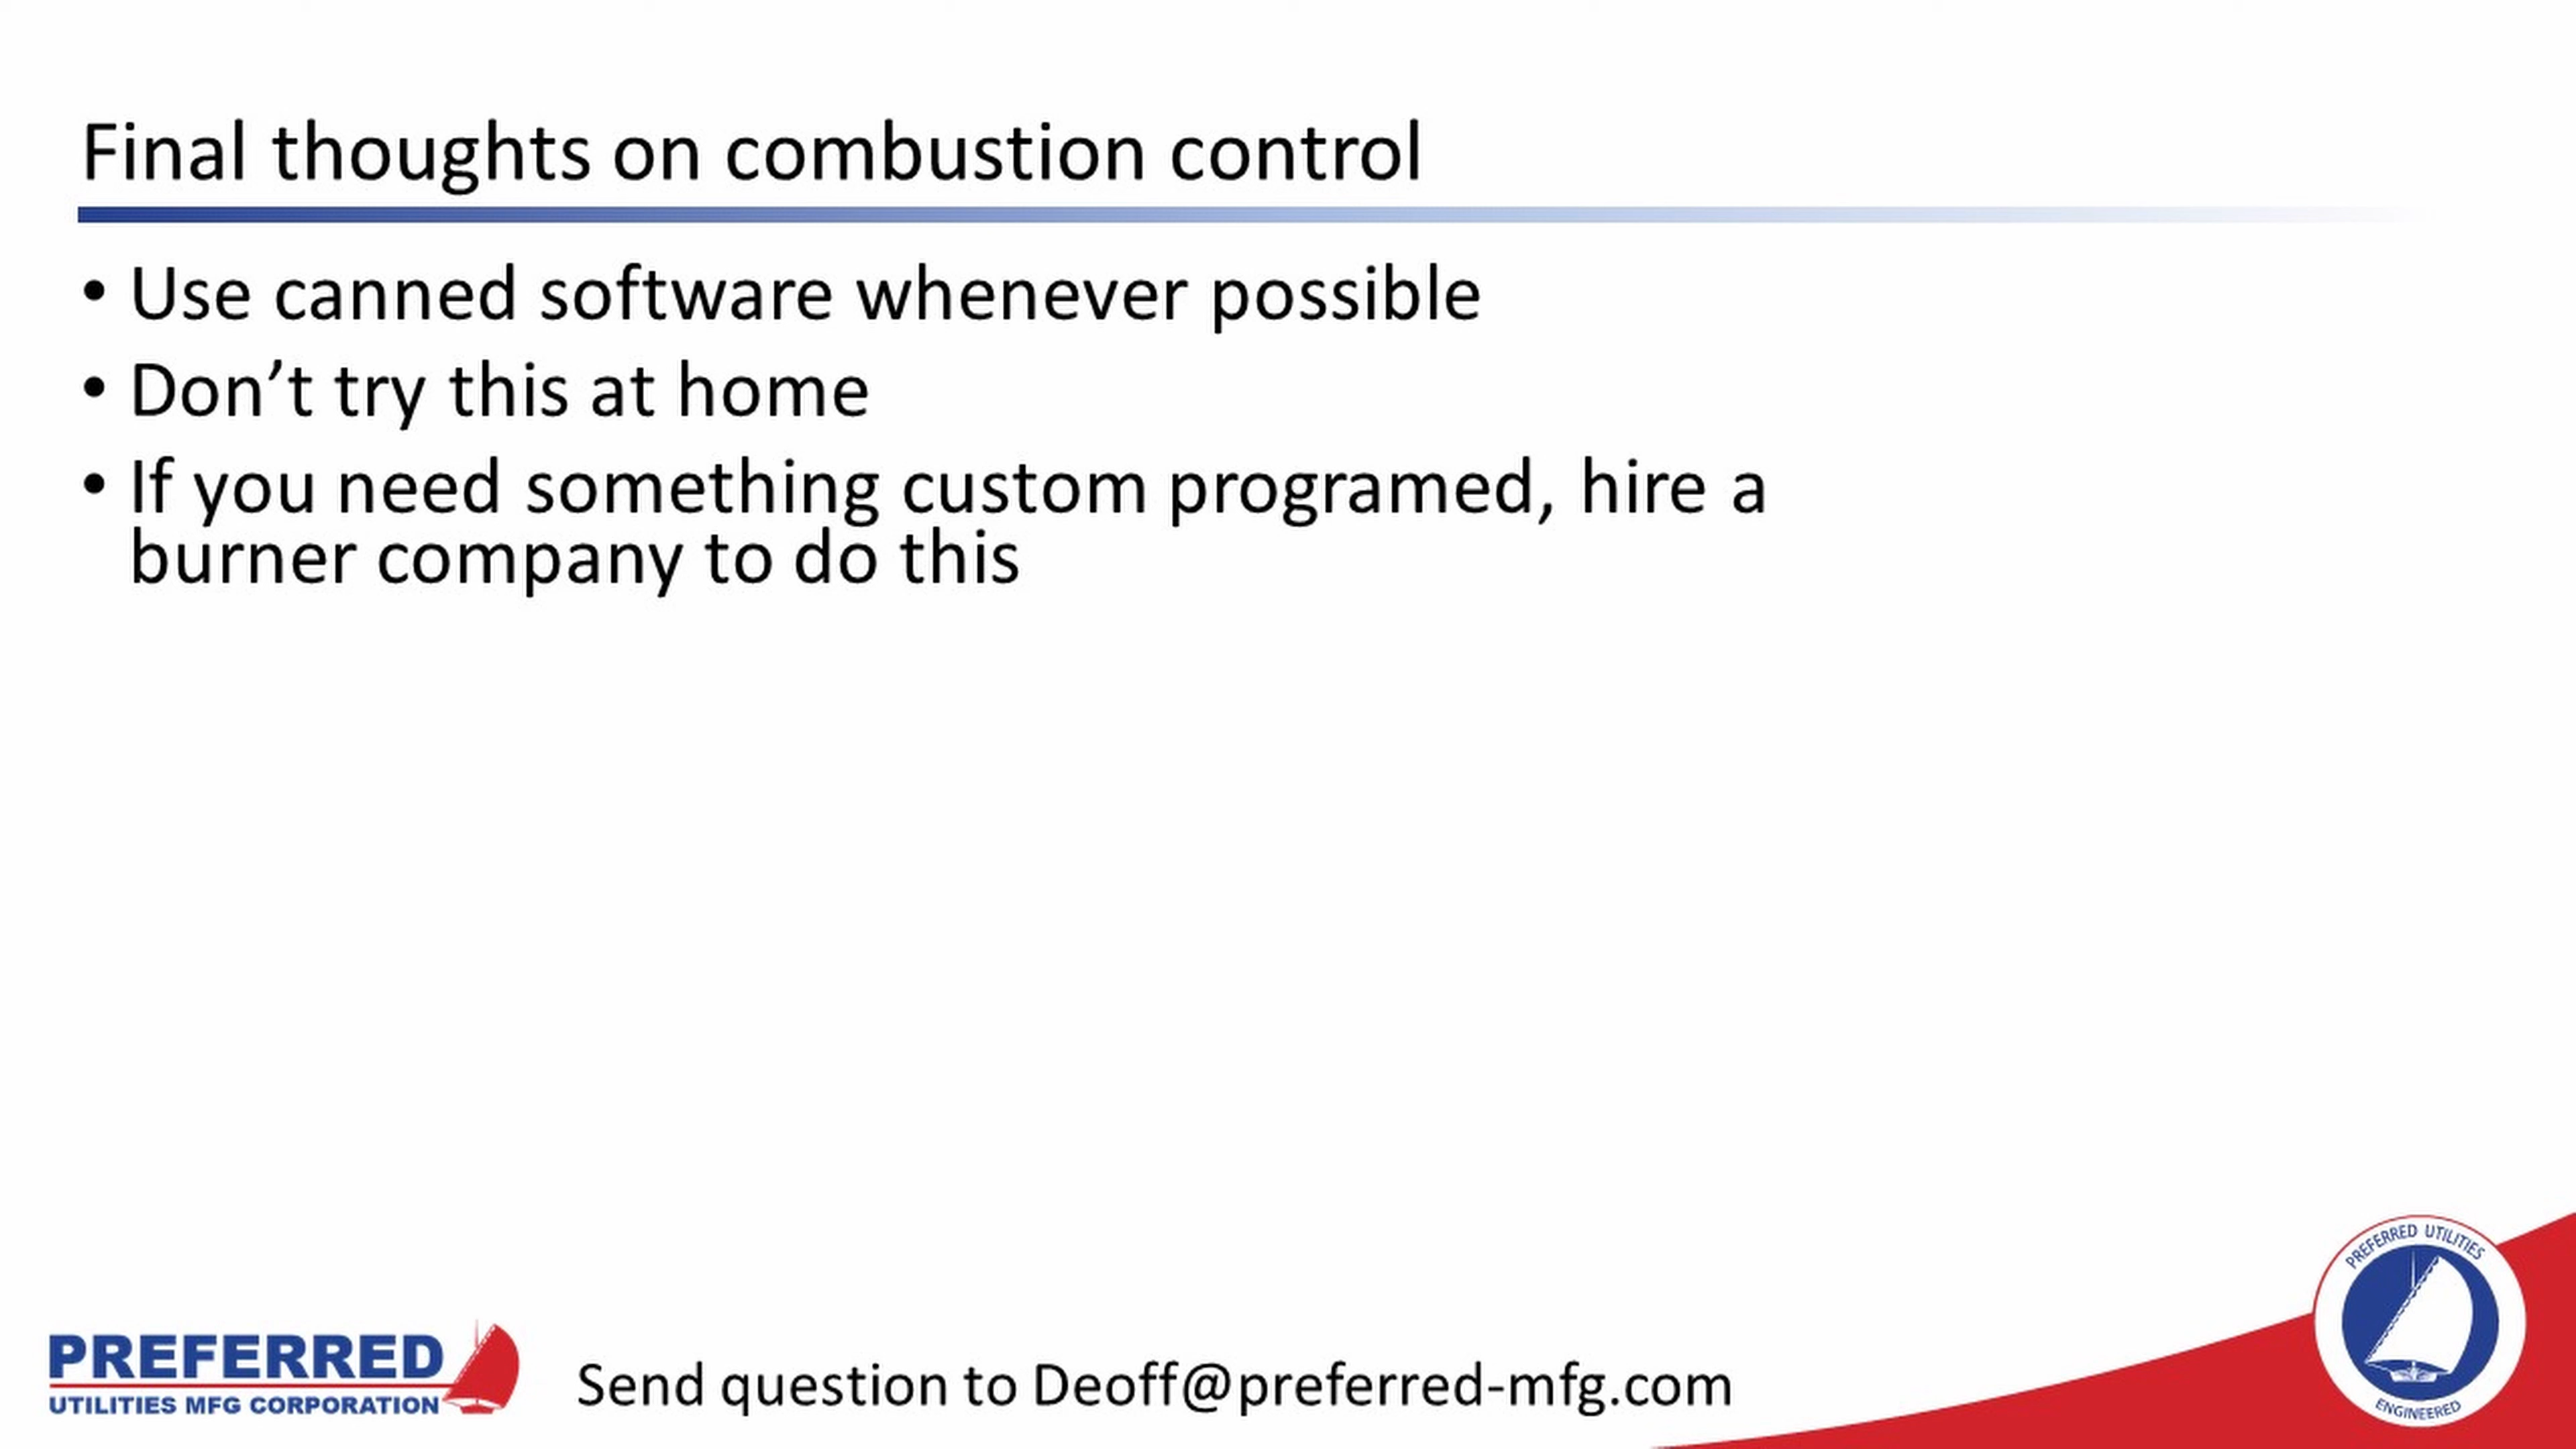 Final thoughts on combustion control
• Use canned software whenever possible
• Don’t try this at home
• If you need something custom programed, hire a
burner company to do this
PREFERRED UTILITIES
ENGINEERED
PREFERRED
UTILITIES MFG CORPORATION
Send question to Deoff@preferred-mfg.com